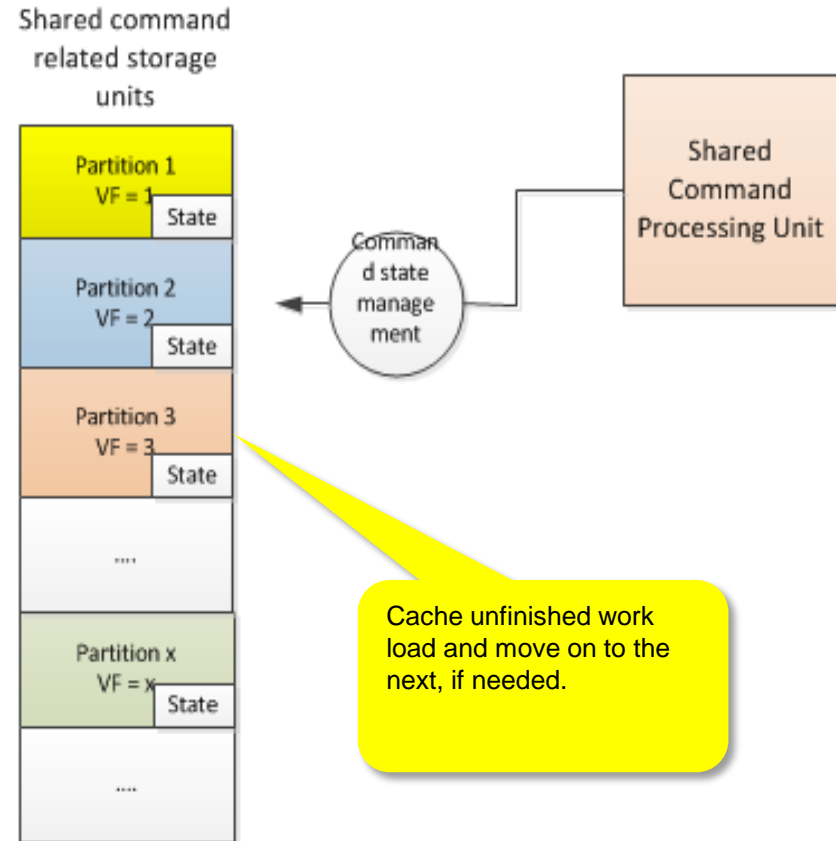 Shared command
related storage
units
Partition 1
VF = 1
State
Partition 2
VF = 2
State
Partition 3
VF = 3
State
....
Partition x
VF = x
State
....
Comman
d state
manage
ment
Shared
Command
Processing Unit
Cache unfinished work
load and move on to the
next, if needed.